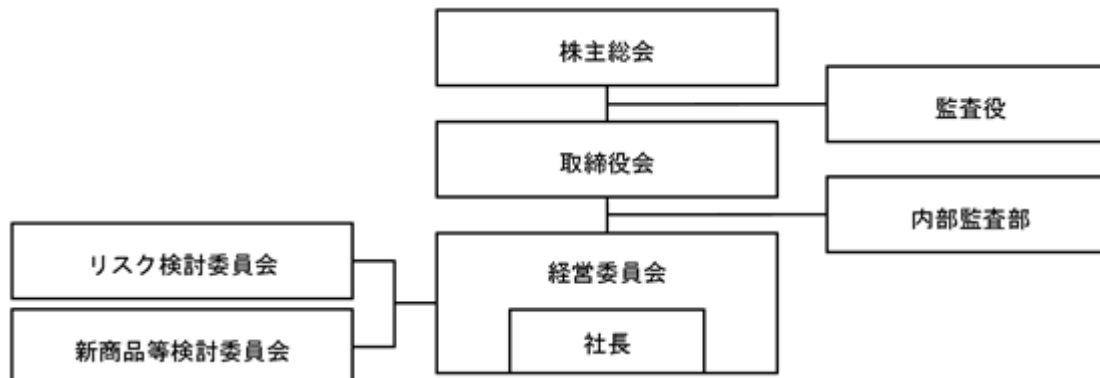 株主総会
監査役
取締役会
内部監査部
リスク検討委員会
経営委員会
新商品等検討委員会
社長